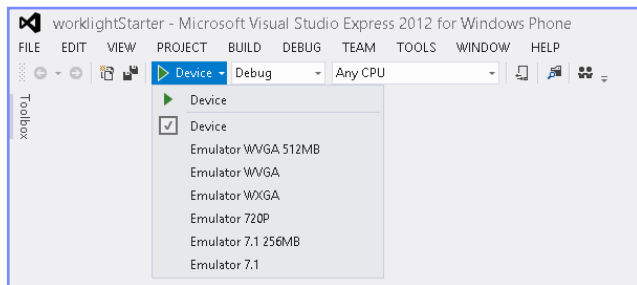 worklightStarter - Microsoft Visual Studio Express 2012 for Windows Phone
FILE EDIT VIEW PROJECT BUILD DEBUG TEAM TOOLS WINDOW HELP
Device Debug Any CPU
Toolbox
Device
Device
Emulator WVGA 512MB
Emulator WVGA
Emulator WXGA
Emulator 720P
Emulator 7.1 256MB
Emulator 7.1